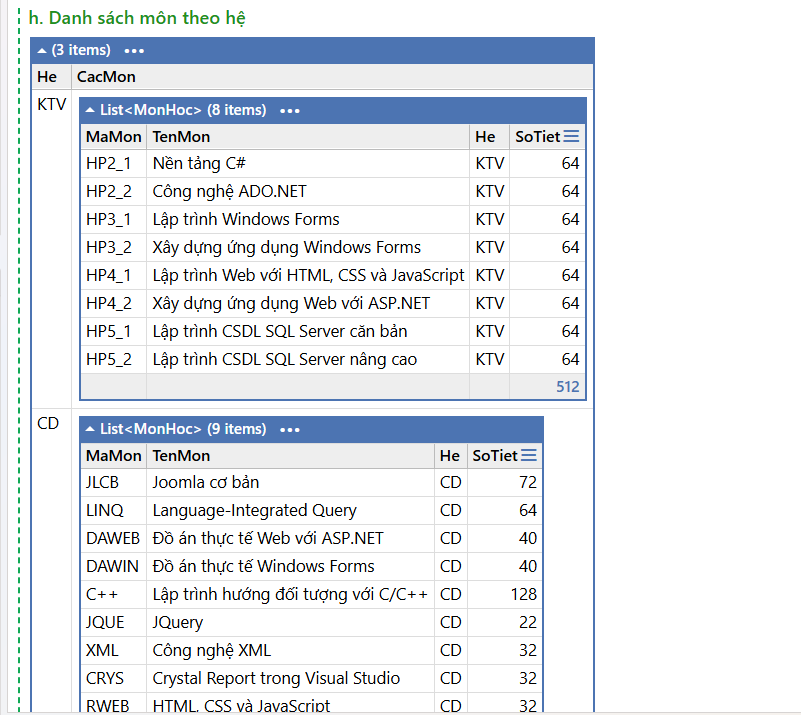 h. Danh sách môn theo hệ
(3 items) •••
He CacMon
KTV
List<MonHoc> (8 items) •••
MaMon TenMon He SoTiet
HP2_1 Nền tảng C# KTV 64
HP2_2 Công nghệ ADO.NET KTV 64
HP3_1 Lập trình Windows Forms KTV 64
HP3_2 Xây dựng ứng dụng Windows Forms KTV 64
HP4_1 Lập trình Web với HTML, CSS và JavaScript KTV 64
HP4_2 Xây dựng ứng dụng Web với ASP.NET KTV 64
HP5_1 Lập trình CSDL SQL Server căn bản KTV 64
HP5_2 Lập trình CSDL SQL Server nâng cao KTV 64
512
CD
List<MonHoc> (9 items) •••
MaMon TenMon He SoTiet
JLCB Joomla cơ bản CD 72
LINQ Language-Integrated Query CD 64
DAWEB Đồ án thực tế Web với ASP.NET CD 40
DAWIN Đồ án thực tế Windows Forms CD 40
C++ Lập trình hướng đối tượng với C/C++ CD 128
JQUE JQuery CD 22
XML Công nghệ XML CD 32
CRYS Crystal Report trong Visual Studio CD 32
RWEB HTML, CSS và JavaScript CD 32